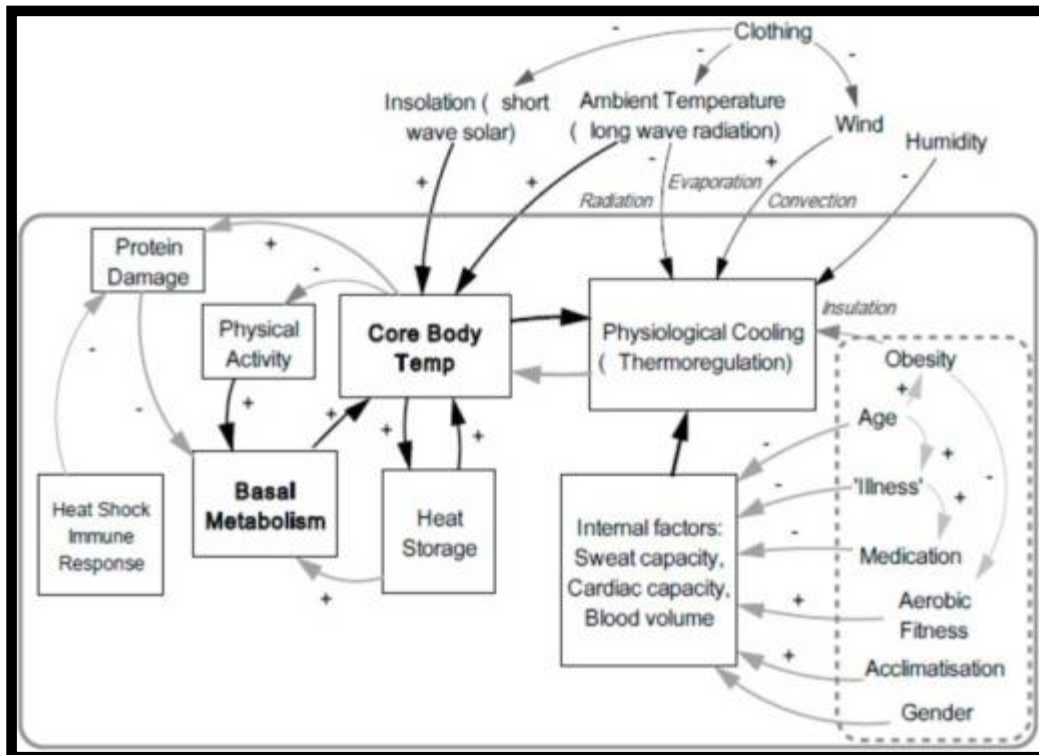 Clothing
Insolation ( short
wave solar)
Ambient Temperature
( long wave radiation)
Wind
Humidity
-
-
-
+
+
-
+
-
Radiation
Evaporation
Convection
Protein
Damage
+
-
Physical
Activity
Core Body
Temp
Physiological Cooling
( Thermoregulation)
Insulation
Obesity
-
-
+
+
+
+
+
Age
+
+
-
-
'Illness'
+
-
Heat Shock
Immune
Response
Basal
Metabolism
Heat
Storage
+
Internal factors:
Sweat capacity,
Cardiac capacity,
Blood volume
-
Medication
+
Aerobic
Fitness
+
Acclimatisation
Gender